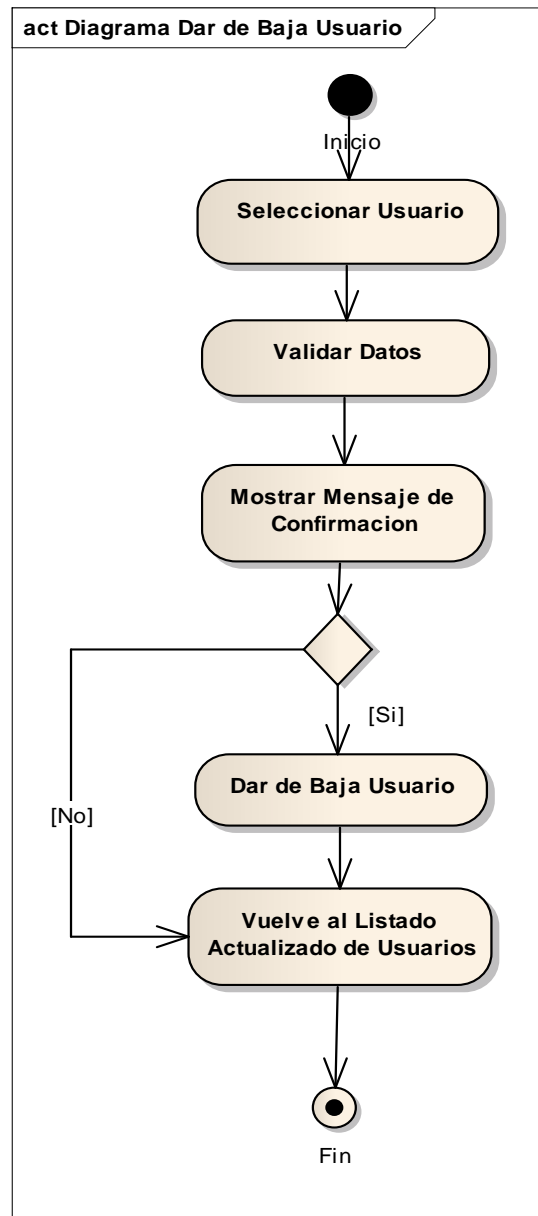 act Diagrama Dar de Baja Usuario
Inicio
Seleccionar Usuario
Validar Datos
Mostrar Mensaje de
Confirmacion
[Si]
Dar de Baja Usuario
[No]
Vuelve al Listado
Actualizado de Usuarios
Fin